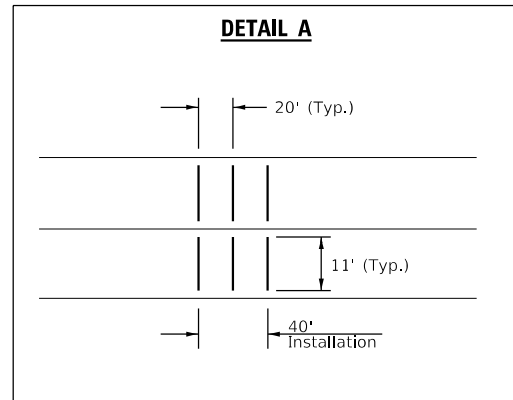 DETAIL A
20' (Typ.)
11' (Typ.)
40'
Installation